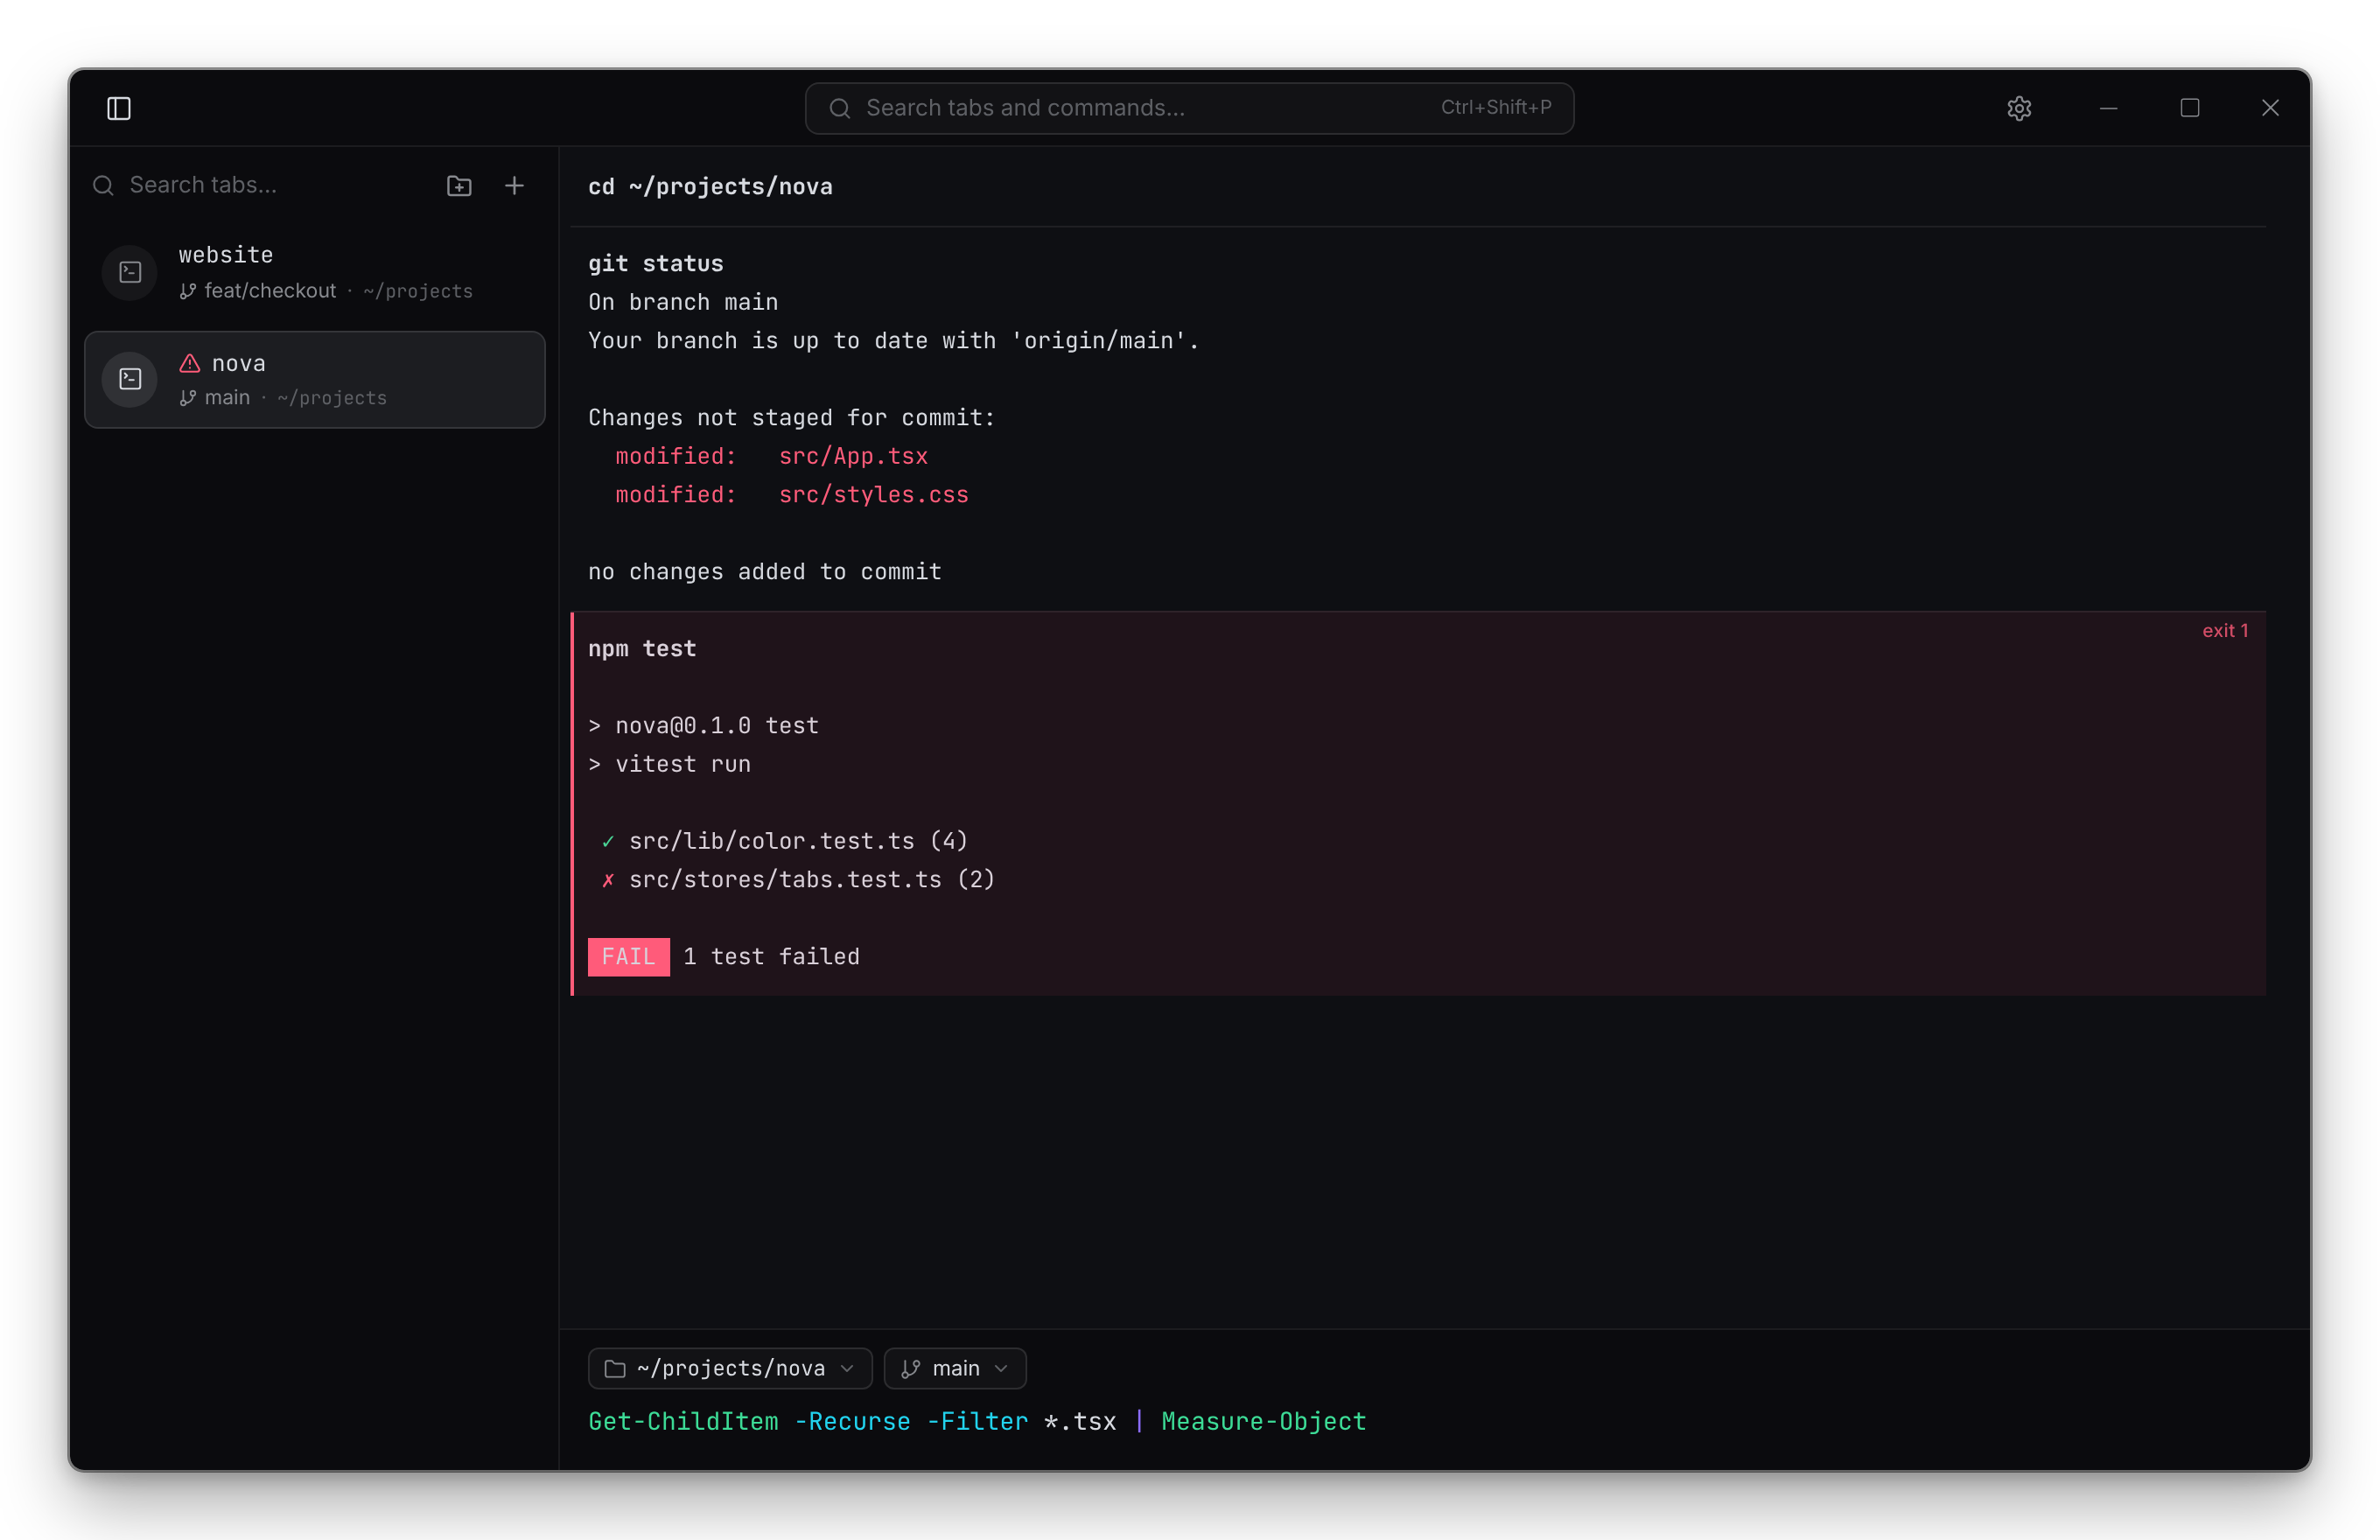 Search tabs and commands... Ctrl+Shift+P
Search tabs...
website
feat/checkout · ~/projects
nova
main · ~/projects
cd ~/projects/nova
git status
On branch main
Your branch is up to date with 'origin/main'.
Changes not staged for commit:
modified:   src/App.tsx
modified:   src/styles.css
no changes added to commit
exit 1
npm test
> nova@0.1.0 test
> vitest run
✓ src/lib/color.test.ts (4)
✗ src/stores/tabs.test.ts (2)
FAIL 1 test failed
~/projects/nova main
Get-ChildItem -Recurse -Filter *.tsx | Measure-Object